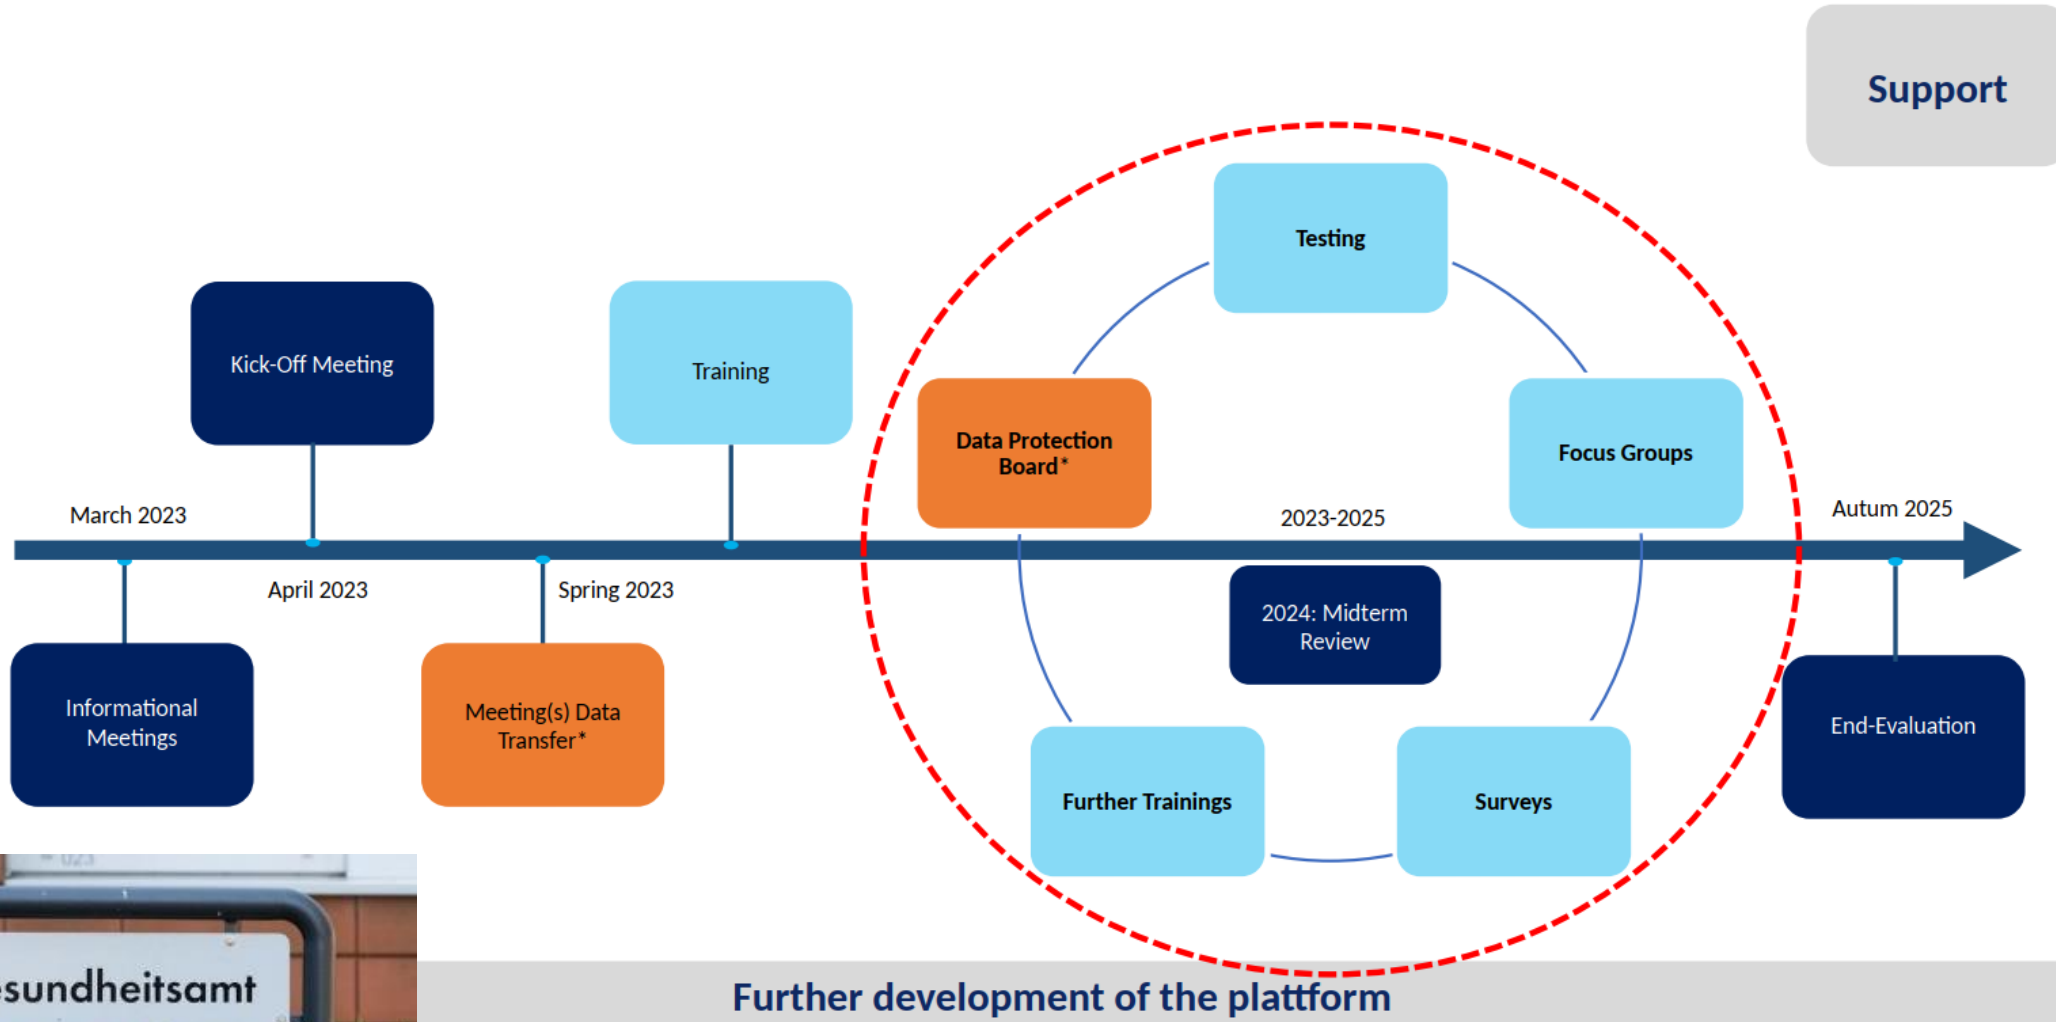 Support
Testing
Kick-Off Meeting
Training
Data Protection
Board*
Focus Groups
March 2023
2023-2025
Autum 2025
April 2023
Spring 2023
2024: Midterm
Review
Informational
Meetings
Meeting(s) Data
Transfer*
End-Evaluation
Further Trainings
Surveys
esundheitsamt
Further development of the plattform